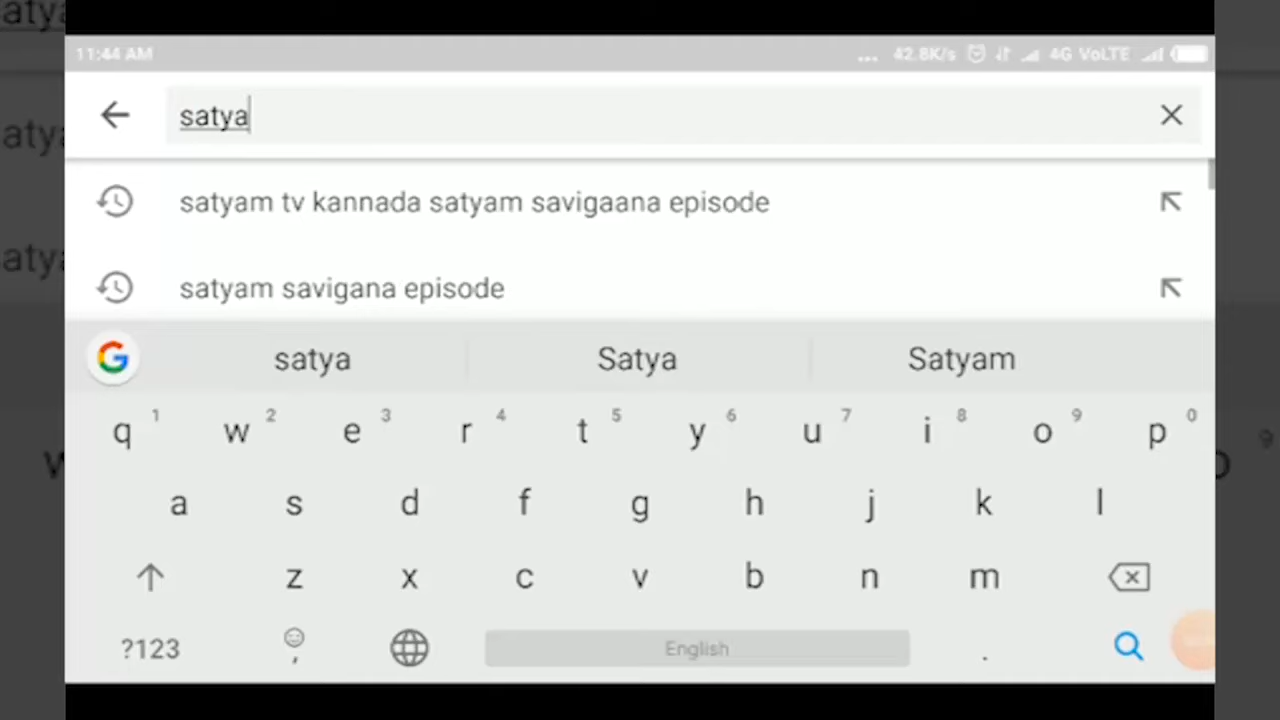 11:44 AM ... 42.8K/s 4G VoLTE
satya
satyam tv kannada satyam savigaana episode
satyam savigana episode
satya Satya Satyam
q 1 w 2 e 3 r 4 t 5 y 6 u 7 i 8 o 9 p 0
a s d f g h j k l
z x c v b n m
?123 , English .